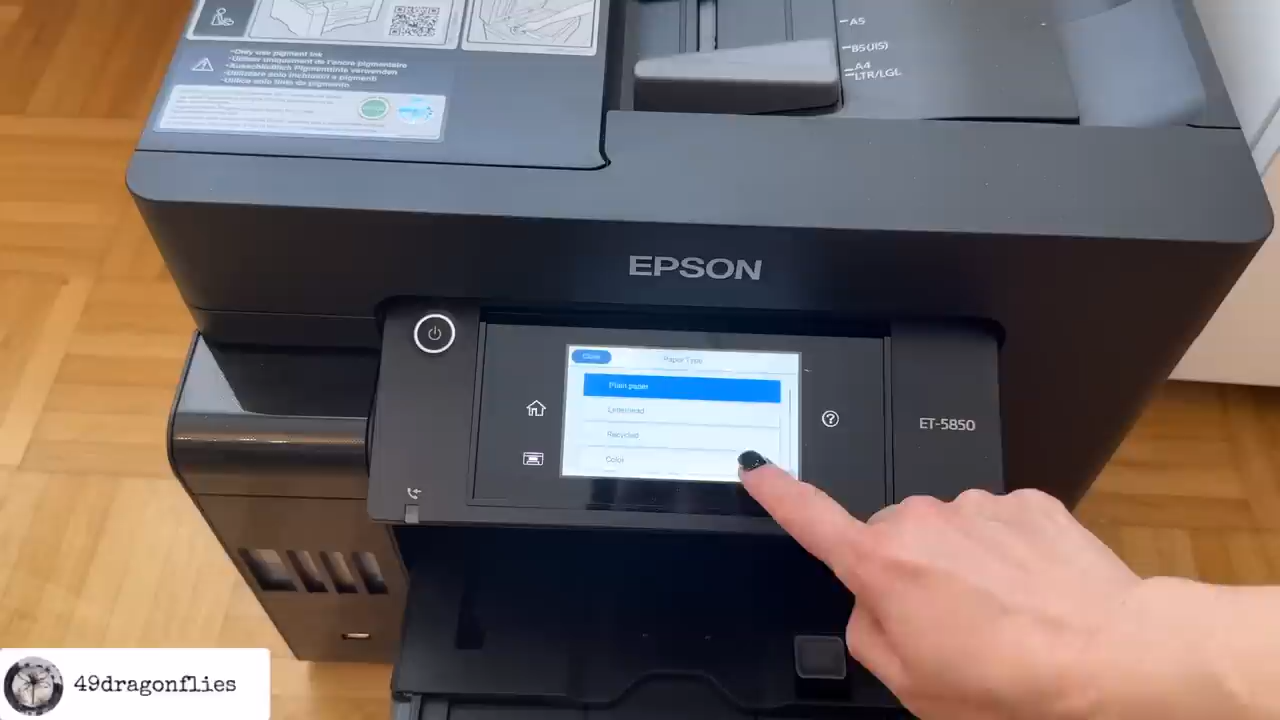 A5
B5(JIS)
A4
LTR/LGL
-Only use pigment ink
-Utiliser uniquement de l'encre pigmentaire
-Ausschließlich Pigmenttinte verwenden
-Utilizzare solo inchiostri a pigmenti
-Utilice solo tinta de pigmento
EPSON
Close
Paper Type
Plain paper
Letterhead
Recycled
Color
ET-5850
49dragonflies